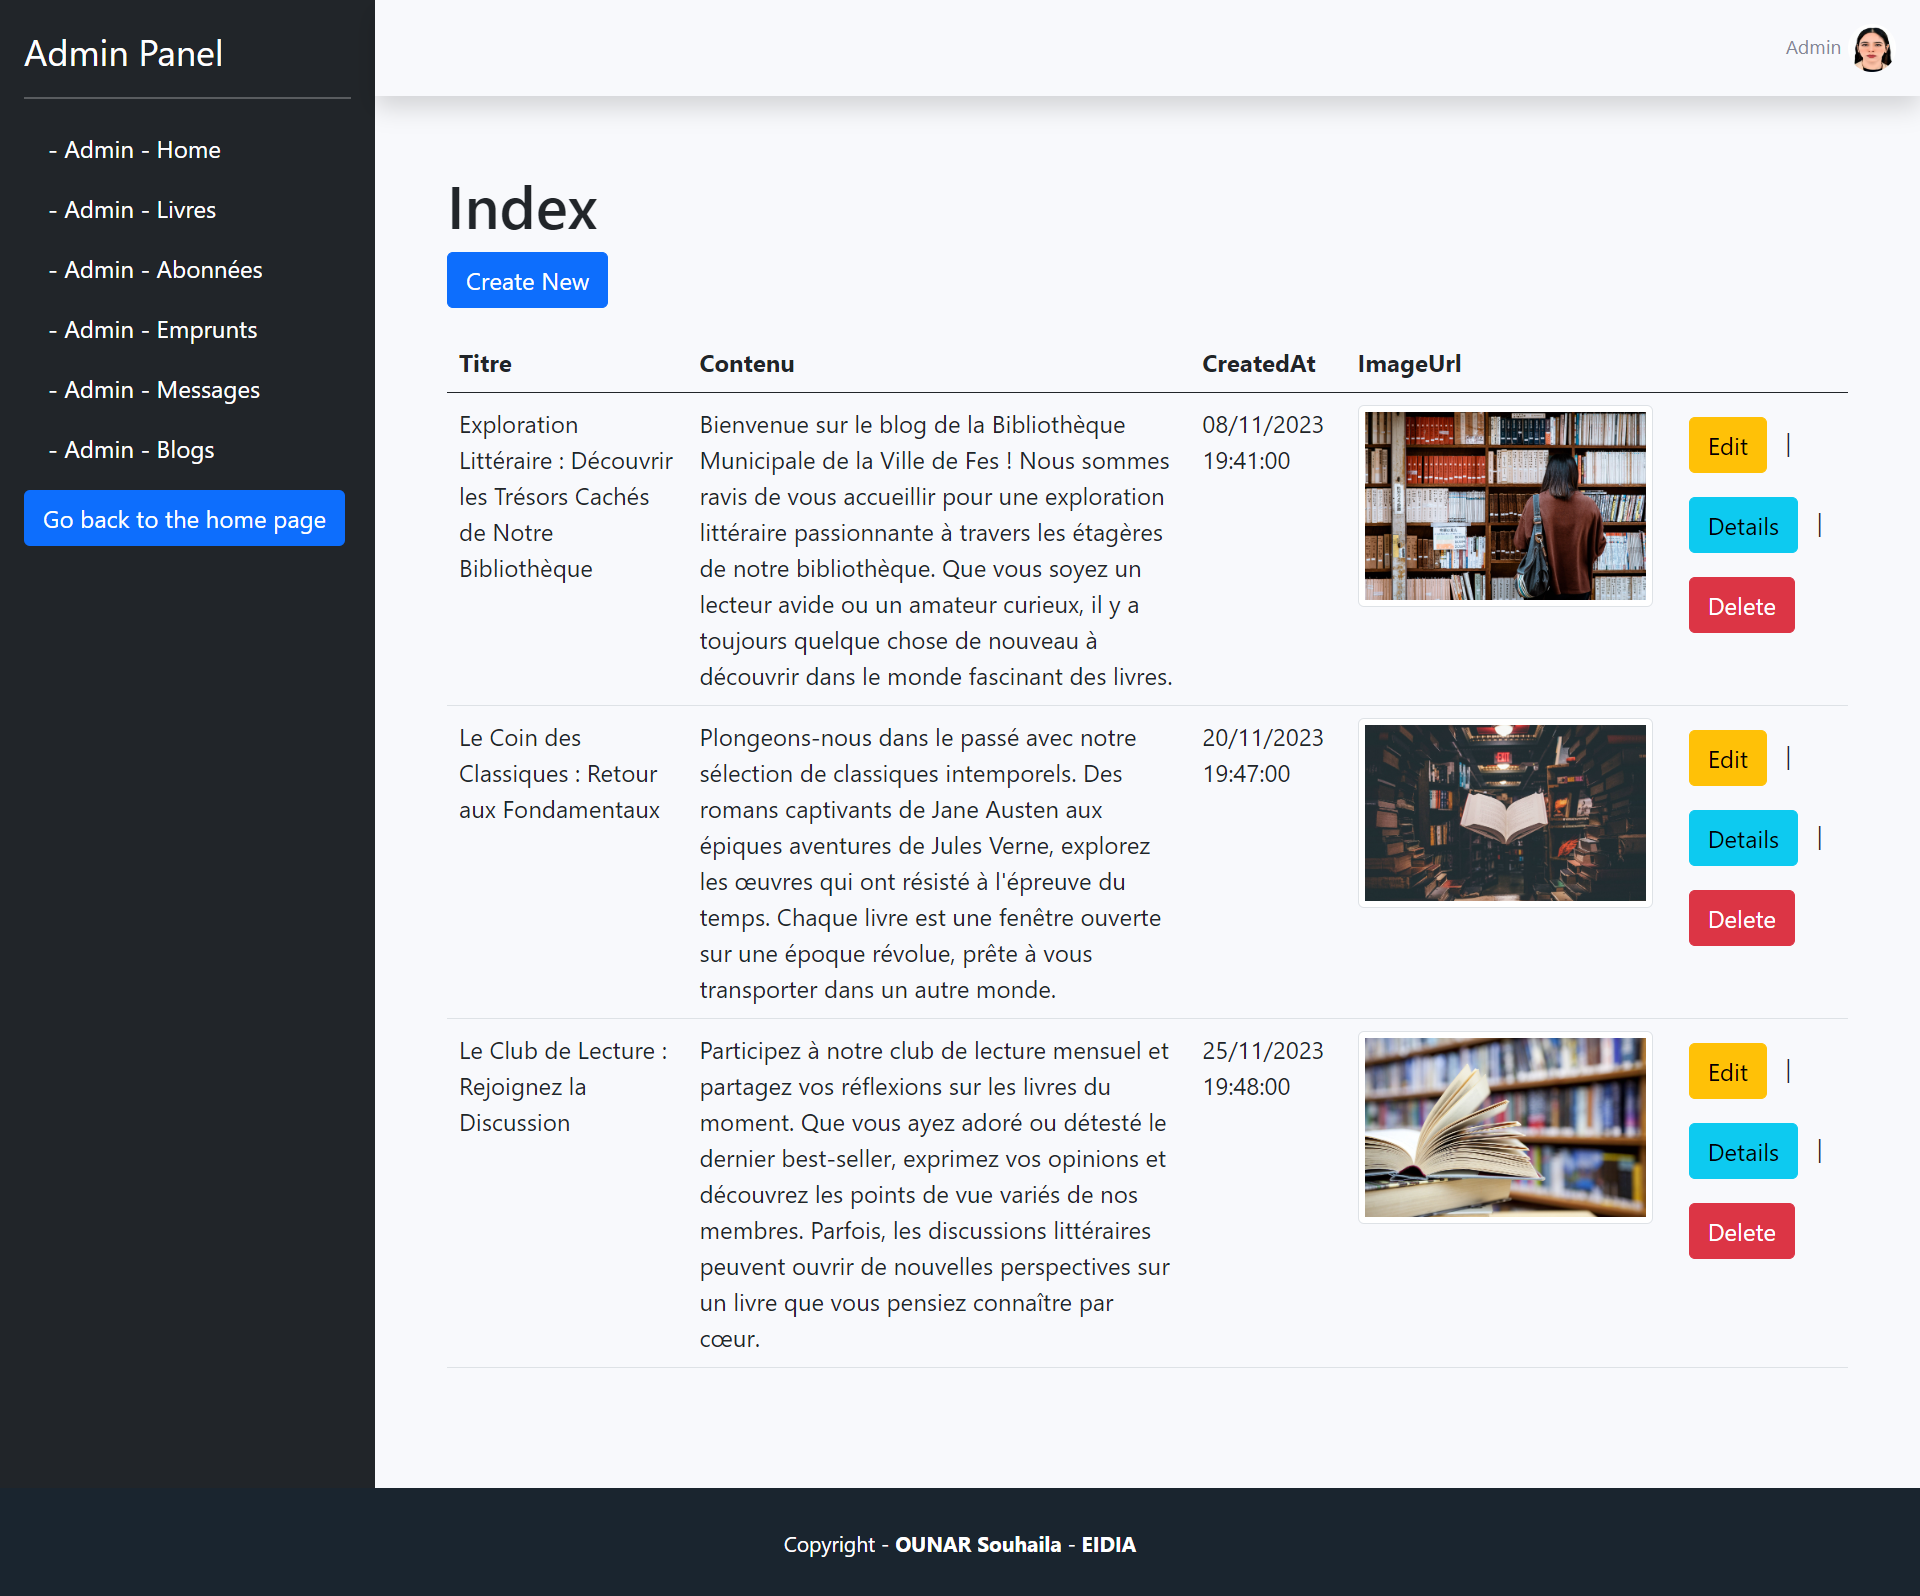 Admin Panel
- Admin - Home
- Admin - Livres
- Admin - Abonnées
- Admin - Emprunts
- Admin - Messages
- Admin - Blogs
Go back to the home page
Admin
Index
Create New
Titre Contenu CreatedAt ImageUrl
Exploration
Littéraire : Découvrir
les Trésors Cachés
de Notre
Bibliothèque
Bienvenue sur le blog de la Bibliothèque
Municipale de la Ville de Fes ! Nous sommes
ravis de vous accueillir pour une exploration
littéraire passionnante à travers les étagères
de notre bibliothèque. Que vous soyez un
lecteur avide ou un amateur curieux, il y a
toujours quelque chose de nouveau à
découvrir dans le monde fascinant des livres.
08/11/2023
19:41:00
Edit |
Details |
Delete
Le Coin des
Classiques : Retour
aux Fondamentaux
Plongeons-nous dans le passé avec notre
sélection de classiques intemporels. Des
romans captivants de Jane Austen aux
épiques aventures de Jules Verne, explorez
les œuvres qui ont résisté à l'épreuve du
temps. Chaque livre est une fenêtre ouverte
sur une époque révolue, prête à vous
transporter dans un autre monde.
20/11/2023
19:47:00
EXIT
Edit |
Details |
Delete
Le Club de Lecture :
Rejoignez la
Discussion
Participez à notre club de lecture mensuel et
partagez vos réflexions sur les livres du
moment. Que vous ayez adoré ou détesté le
dernier best-seller, exprimez vos opinions et
découvrez les points de vue variés de nos
membres. Parfois, les discussions littéraires
peuvent ouvrir de nouvelles perspectives sur
un livre que vous pensiez connaître par
cœur.
25/11/2023
19:48:00
Edit |
Details |
Delete
Copyright - OUNAR Souhaila - EIDIA